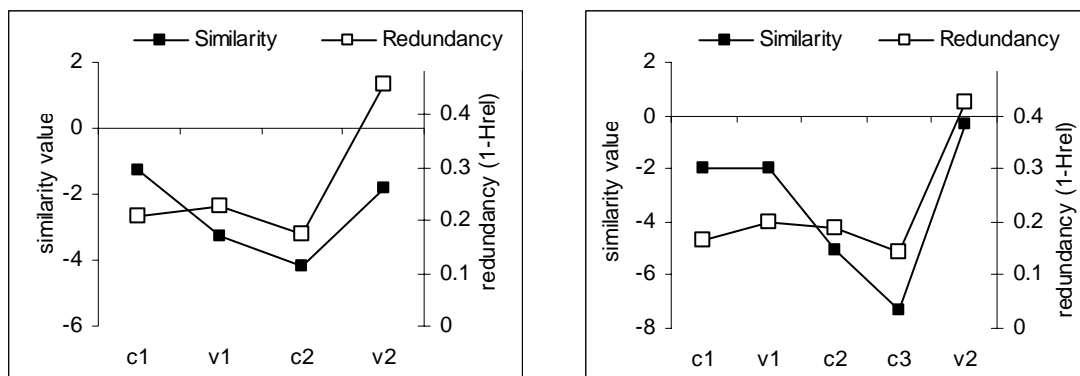 Similarity Redundancy
similarity value
2
0
-2
-4
-6
0.4
0.3
0.2
0.1
0
redundancy (1-Hrel)
c1 v1 c2 v2
Similarity Redundancy
similarity value
2
0
-2
-4
-6
-8
0.4
0.3
0.2
0.1
0
redundancy (1-Hrel)
c1 v1 c2 c3 v2